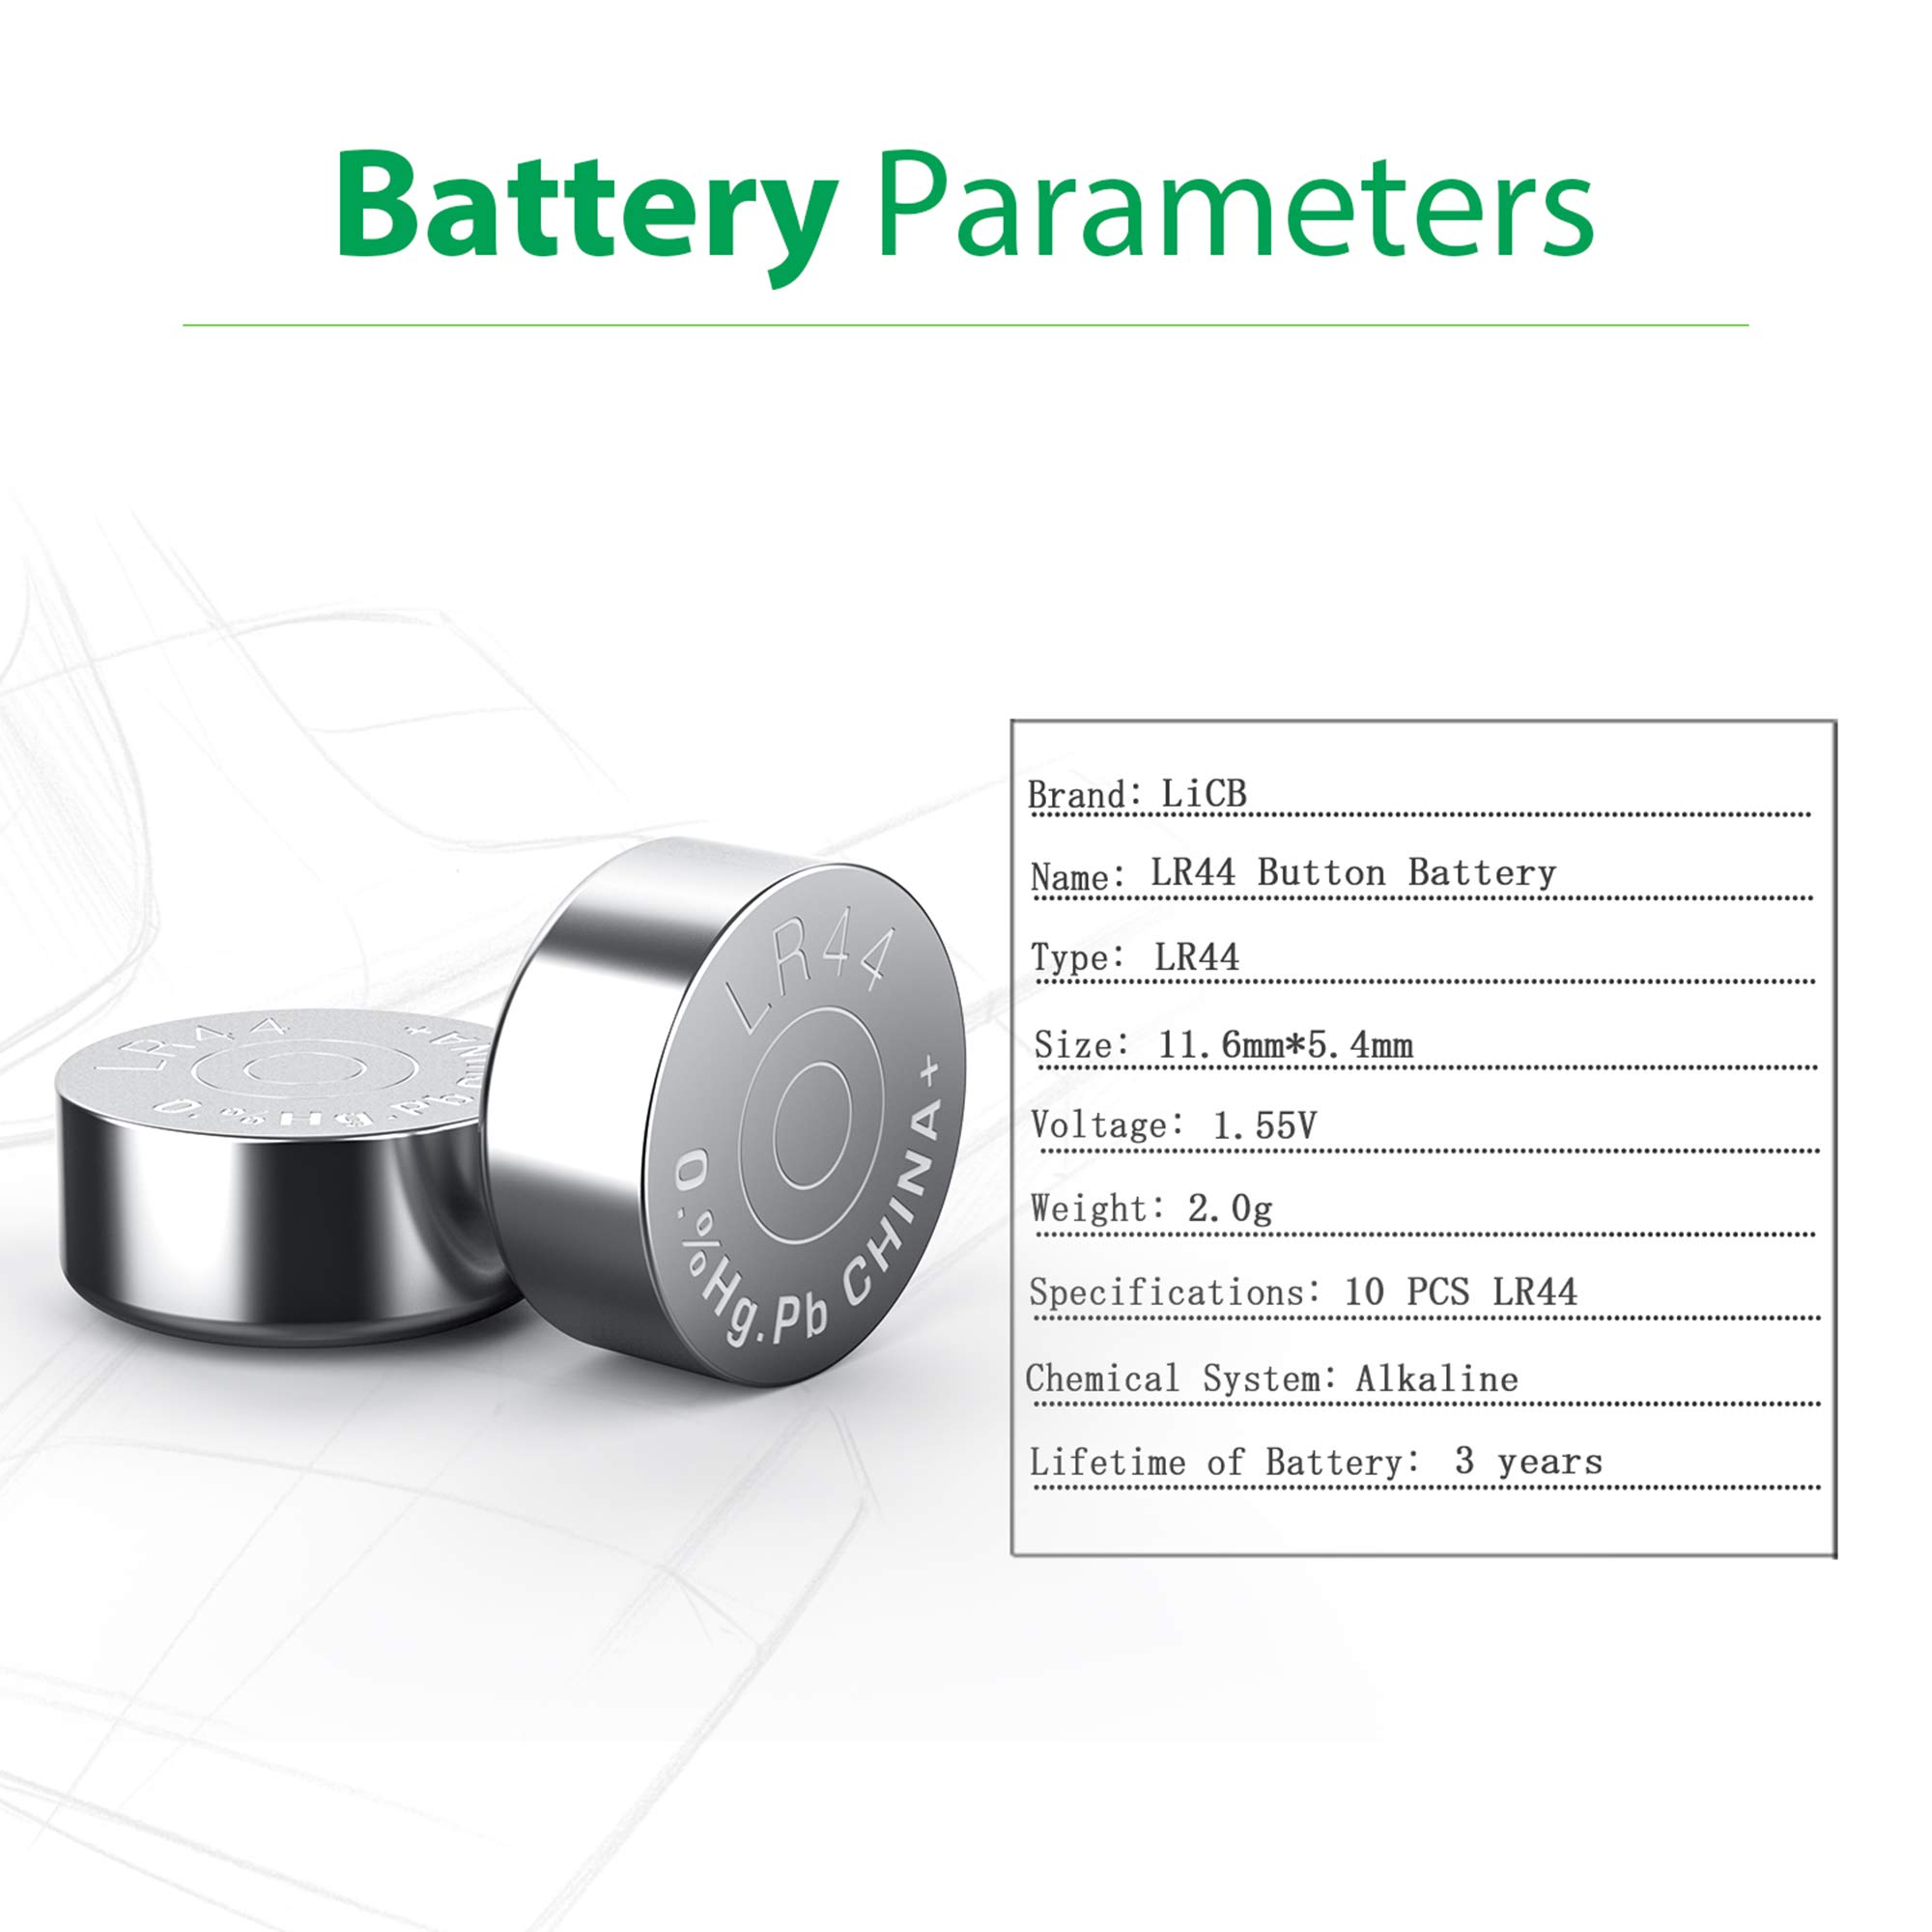 Battery Parameters
LR44
0.%Hg.Pb CHINA+
LR44
0.%Hg.Pb
Brand: LiCB
Name: LR44 Button Battery
Type: LR44
Size: 11.6mm*5.4mm
Voltage: 1.55V
Weight: 2.0g
Specifications: 10 PCS LR44
Chemical System: Alkaline
Lifetime of Battery: 3 years